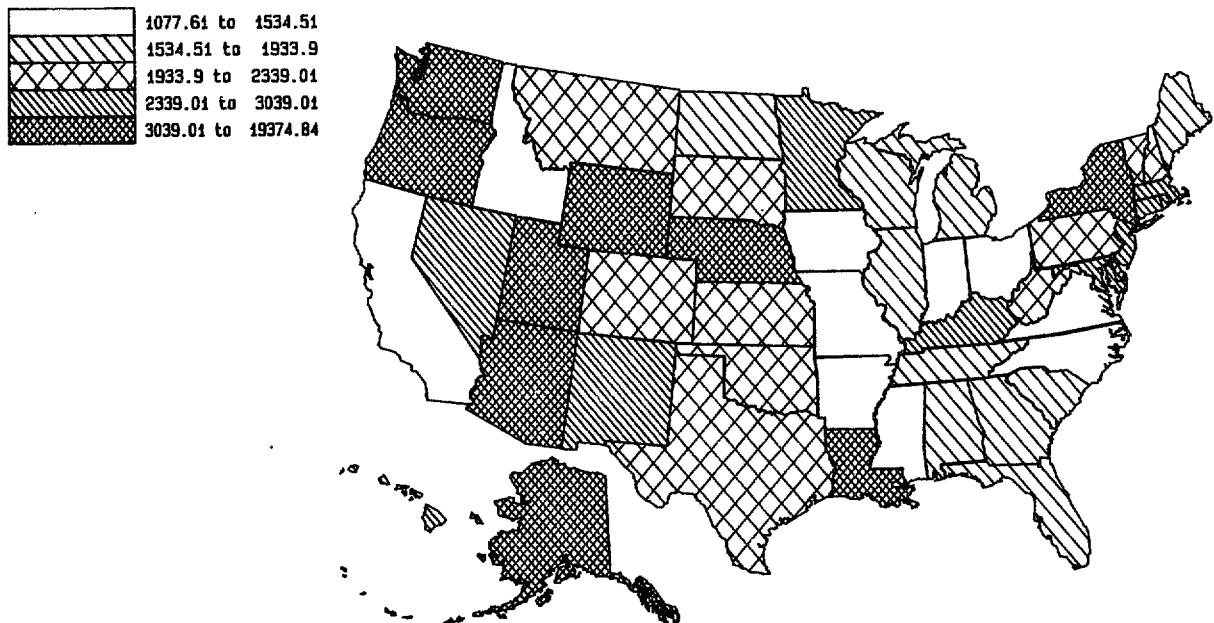 1077.61 to 1534.51
1534.51 to 1933.9
1933.9 to 2339.01
2339.01 to 3039.01
3039.01 to 19374.84